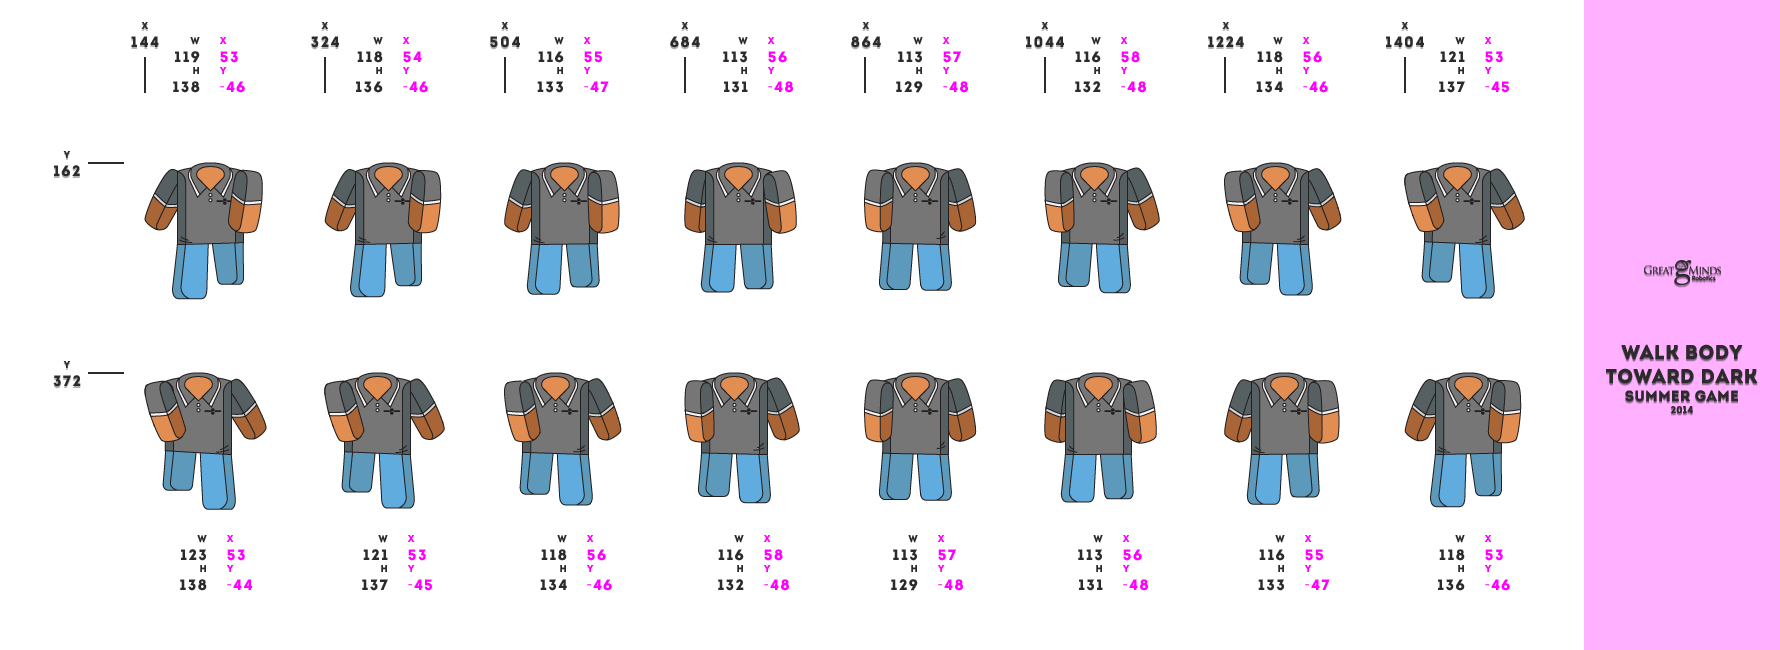 X X X X X X X X
144 W X 324 W X 504 W X 684 W X 864 W X 1044 W X 1224 W X 1404 W X
119 53 118 54 116 55 113 56 113 57 116 58 118 56 121 53
H Y H Y H Y H Y H Y H Y H Y H Y
138 -46 136 -46 133 -47 131 -48 129 -48 132 -48 134 -46 137 -45
Y
162
GREAT g MINDS
Robotics
WALK BODY
TOWARD DARK
SUMMER GAME
2014
Y
372
W X W X W X W X W X W X W X W X
123 53 121 53 118 56 116 58 113 57 113 56 116 55 118 53
H Y H Y H Y H Y H Y H Y H Y H Y
138 -44 137 -45 134 -46 132 -48 129 -48 131 -48 133 -47 136 -46